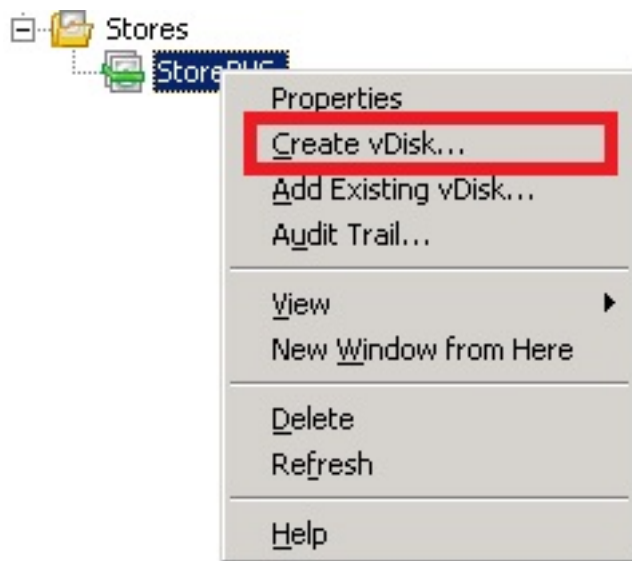 Stores
Properties
Create vDisk...
Add Existing vDisk...
Audit Trail...
View
New Window from Here
Delete
Refresh
Help